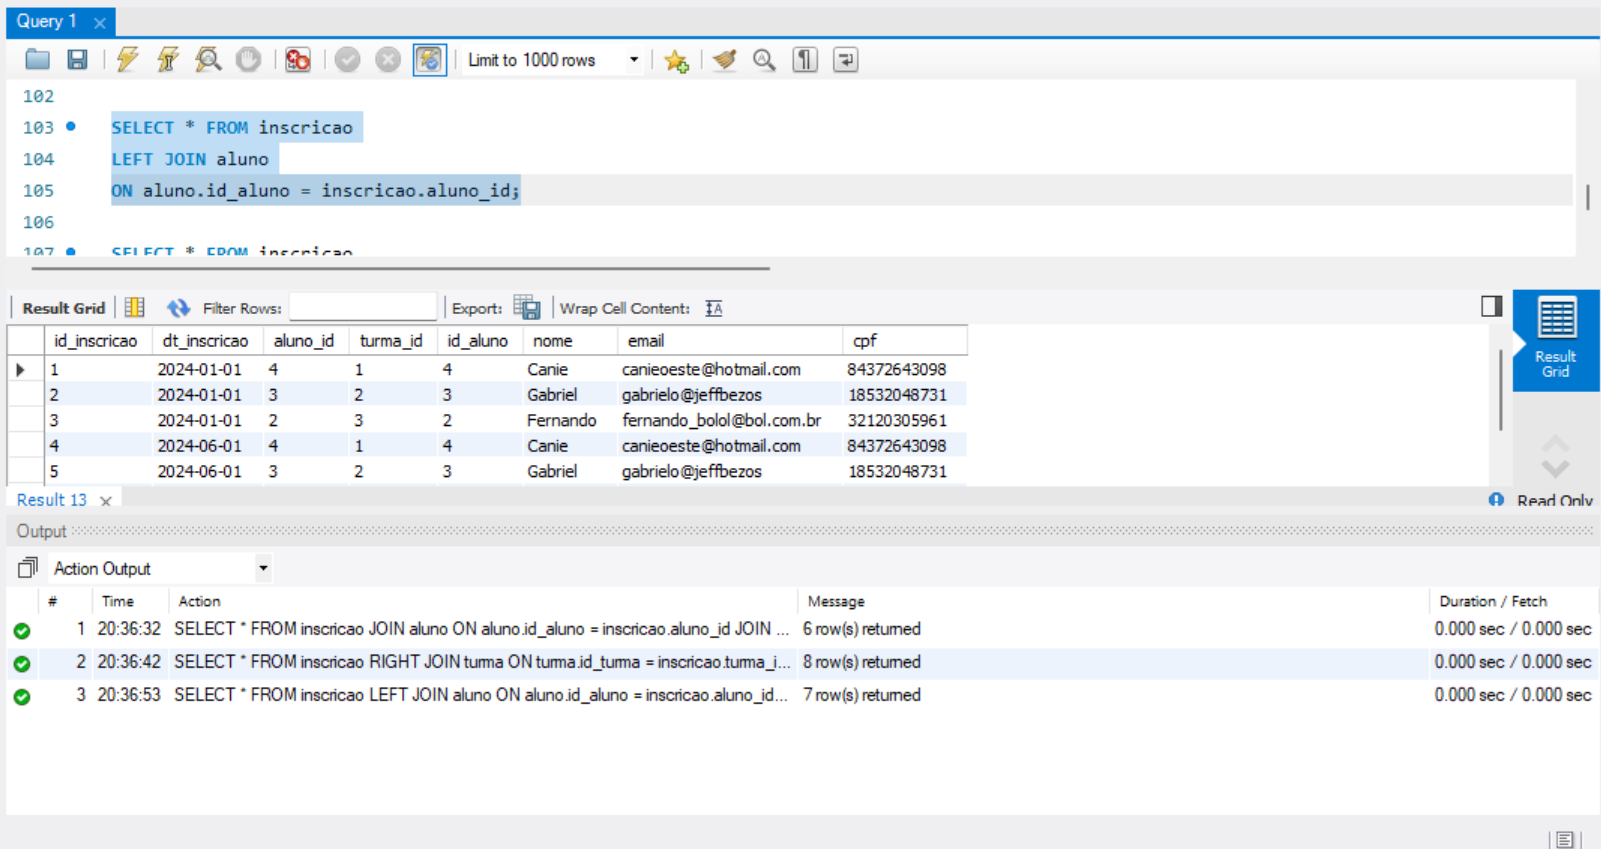 Query 1
Limit to 1000 rows
102
103 SELECT * FROM inscricao
104 LEFT JOIN aluno
105 ON aluno.id_aluno = inscricao.aluno_id;
106
107 SELECT * FROM inscricao
Result Grid Filter Rows: Export: Wrap Cell Content: IA
id_inscricao dt_inscricao aluno_id turma_id id_aluno nome email cpf
1 2024-01-01 4 1 4 Canie canieoeste@hotmail.com 84372643098
2 2024-01-01 3 2 3 Gabriel gabrielo@jeffbezos 18532048731
3 2024-01-01 2 3 2 Fernando fernando_bolol@bol.com.br 32120305961
4 2024-06-01 4 1 4 Canie canieoeste@hotmail.com 84372643098
5 2024-06-01 3 2 3 Gabriel gabrielo@jeffbezos 18532048731
Result
Grid
Result 13 Read Only
Output
Action Output
# Time Action Message Duration / Fetch
1 20:36:32 SELECT * FROM inscricao JOIN aluno ON aluno.id_aluno = inscricao.aluno_id JOIN ... 6 row(s) returned 0.000 sec / 0.000 sec
2 20:36:42 SELECT * FROM inscricao RIGHT JOIN turma ON turma.id_turma = inscricao.turma_i... 8 row(s) returned 0.000 sec / 0.000 sec
3 20:36:53 SELECT * FROM inscricao LEFT JOIN aluno ON aluno.id_aluno = inscricao.aluno_id... 7 row(s) returned 0.000 sec / 0.000 sec